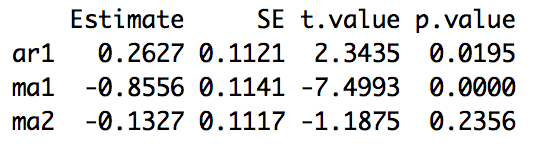 Estimate SE t.value p.value
ar1 0.2627 0.1121 2.3435 0.0195
ma1 -0.8556 0.1141 -7.4993 0.0000
ma2 -0.1327 0.1117 -1.1875 0.2356